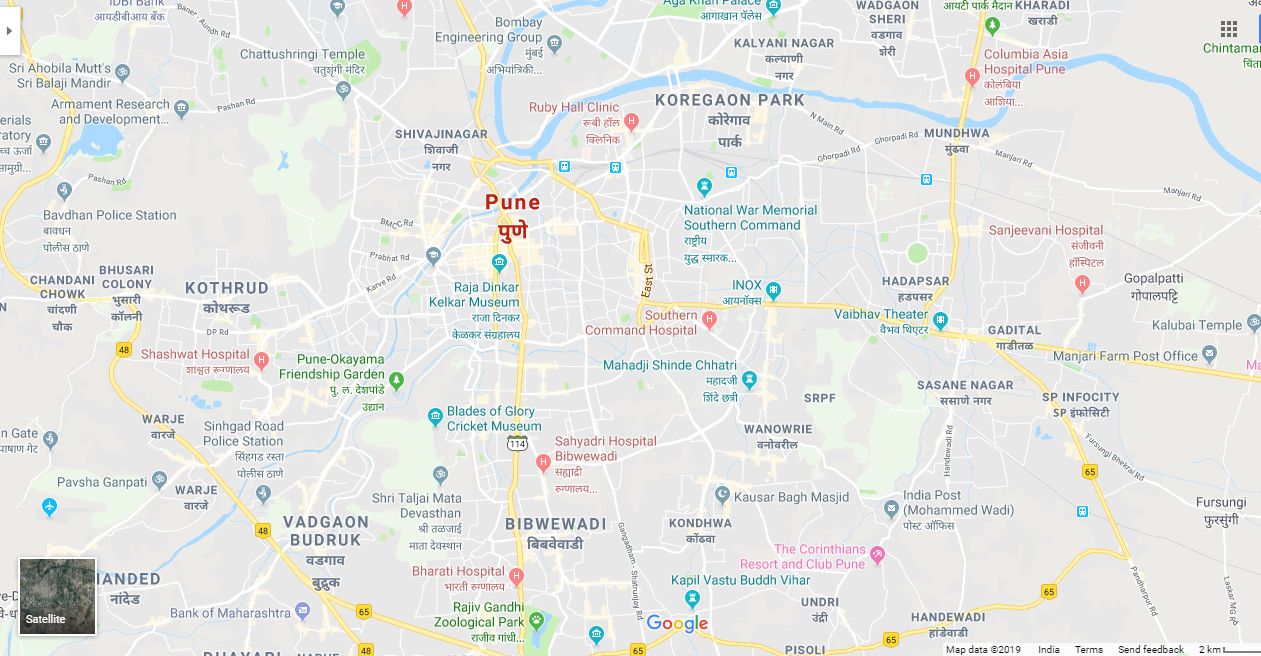 IDBI Bank
आयडीबीआय बँक
Baner- Aundh Rd
Bombay
Engineering Group
मुंबई
अभियांत्रिकी...
Aga Khan Palace
आगाखान पॅलेस
WADGAON
SHERI
वडगाव
शेरी
आयटी पार्क मैदान
KHARADI
खराडी
KALYANI NAGAR
कल्याणी
नगर
Columbia Asia
Hospital Pune
कोलंबिया
आशिया...
Chintaman
Chattushringi Temple
चतुःशृंगी मंदिर
Sri Ahobila Mutt's
Sri Balaji Mandir
Armament Research
and Development...
Pashan Rd
Ruby Hall Clinic
रूबी हॉल
क्लिनिक
KOREGAON PARK
कोरेगाव
पार्क
N Main Rd
Ghorpadi Rd
Ghorpadi Rd
MUNDHWA
मुंढवा
Manjari Rd
Manjari Rd
SHIVAJINAGAR
शिवाजी
नगर
Pashan Rd
Bavdhan Police Station
बावधन
पोलीस ठाणे
Pune
पुणे
BMCC Rd
Prabhat Rd
Karve Rd
National War Memorial
Southern Command
राष्ट्रीय
युद्ध स्मारक...
Sanjeevani Hospital
संजीवनी
हॉस्पिटल
CHANDANI
CHOWK
चांदणी
चौक
BHUSARI
COLONY
भुसारी
कॉलनी
KOTHRUD
कोथरूड
Raja Dinkar
Kelkar Museum
राजा दिनकर
केळकर संग्रहालय
East St
INOX
आयनॉक्स
HADAPSAR
हडपसर
Gopalpatti
गोपालपट्टि
DP Rd
Southern
Command Hospital
Vaibhav Theater
वैभव थिएटर
GADITAL
गाडीतळ
Kalubai Temple
48
Shashwat Hospital
शाश्वत रूग्णालय
Pune-Okayama
Friendship Garden
पु. ल. देशपांडे
उद्यान
Mahadji Shinde Chhatri
महादजी
शिंदे छत्री
Manjari Farm Post Office
SASANE NAGAR
ससाणे नगर
SRPF
SP INFOCITY
SP इंफोसिटी
WARJE
वारजे
Sinhgad Road
Police Station
सिंहगड रस्ता
पोलीस ठाणे
Blades of Glory
Cricket Museum
114
Sahyadri Hospital
Bibwewadi
सह्याद्री
रुग्णालय...
WANOWRIE
वनोवरील
Handewadi Rd
Fursungi Bhekrai Rd
65
Pavsha Ganpati
WARJE
वारजे
Shri Taljai Mata
Devasthan
श्री तळजाई
माता देवस्थान
Kausar Bagh Masjid
India Post
(Mohammed Wadi)
पोस्ट ऑफिस
Fursungi
फुरसुंगी
48
VADGAON
BUDRUK
वडगाव
बुद्रुक
BIBWEWADI
बिबवेवाडी
KONDHWA
कोंढवा
Gangadham - Shatrunjay Rd
The Corinthians
Resort and Club Pune
Bharati Hospital
भारती रुग्णालय
Kapil Vastu Buddh Vihar
Pandharpur Rd
Laskar MG Rd
नांदेड
Satellite
Bank of Maharashtra
65
Rajiv Gandhi
Zoological Park
राजीव गांधी...
Google
UNDRI
उंद्री
HANDEWADI
हांडेवाडी
65
65
48
65
PISOLI
Map data ©2019 India Terms Send feedback 2 km